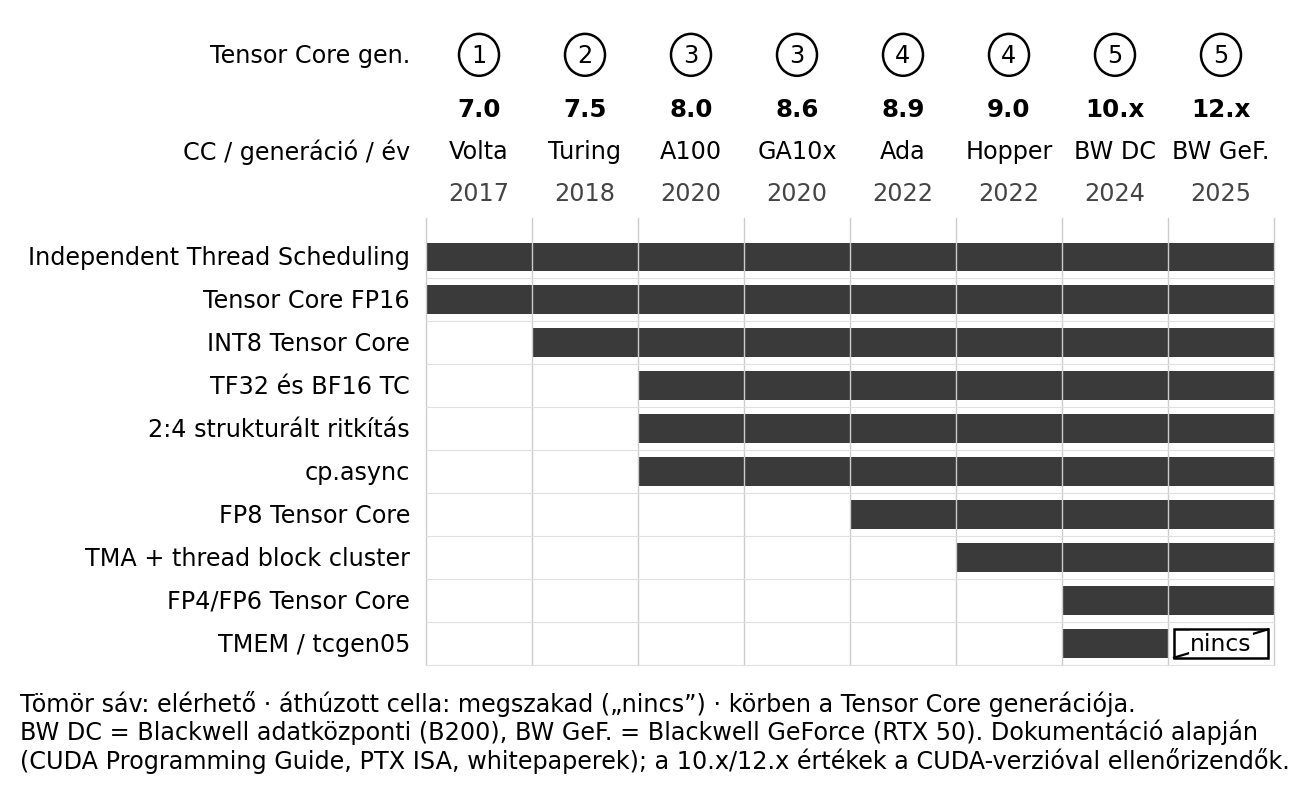 Tensor Core gen. 1 2 3 3 4 4 5 5
7.0 7.5 8.0 8.6 8.9 9.0 10.x 12.x
CC / generáció / év Volta Turing A100 GA10x Ada Hopper BW DC BW GeF.
2017 2018 2020 2020 2022 2022 2024 2025
Independent Thread Scheduling
Tensor Core FP16
INT8 Tensor Core
TF32 és BF16 TC
2:4 strukturált ritkítás
cp.async
FP8 Tensor Core
TMA + thread block cluster
FP4/FP6 Tensor Core
TMEM / tcgen05 nincs
Tömör sáv: elérhető · áthúzott cella: megszakad („nincs”) · körben a Tensor Core generációja.
BW DC = Blackwell adatközponti (B200), BW GeF. = Blackwell GeForce (RTX 50). Dokumentáció alapján
(CUDA Programming Guide, PTX ISA, whitepaperek); a 10.x/12.x értékek a CUDA-verzióval ellenőrizendők.